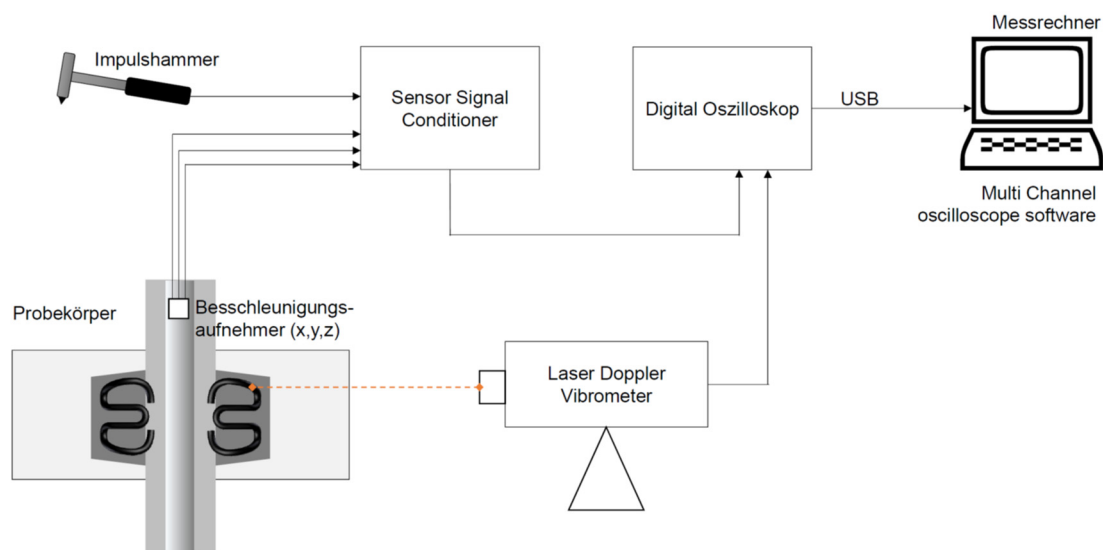 Messrechner
Impulshammer
Sensor Signal
Conditioner
Digital Oszilloskop
USB
Multi Channel
oscilloscope software
Probekörper
Besschleunigungs-
aufnehmer (x,y,z)
Laser Doppler
Vibrometer